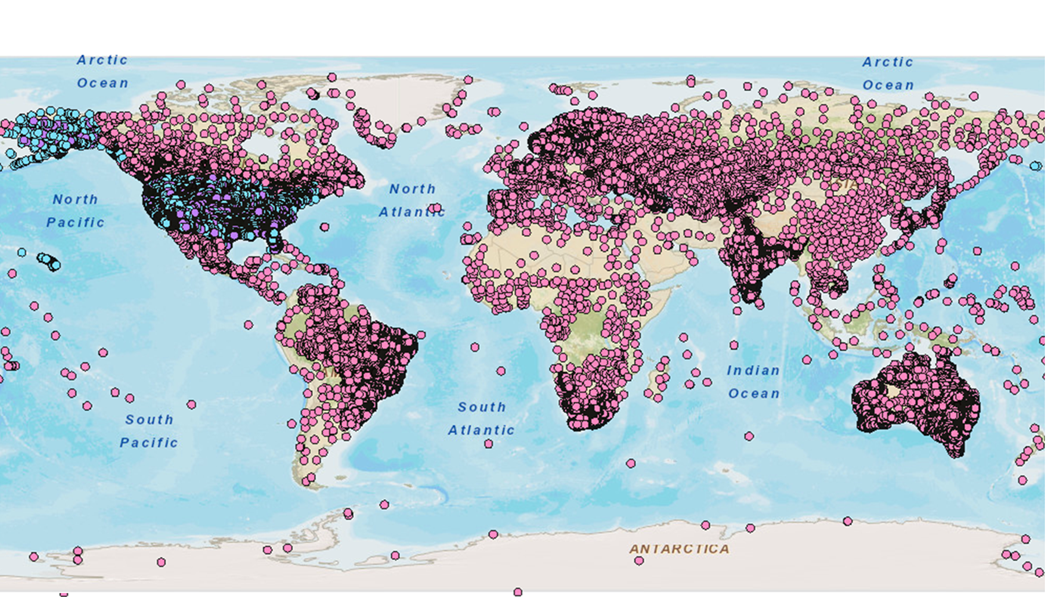 Arctic
Ocean
Arctic
Ocean
North
Pacific
North
Atlantic
Indian
Ocean
South
Pacific
South
Atlantic
ANTARCTICA